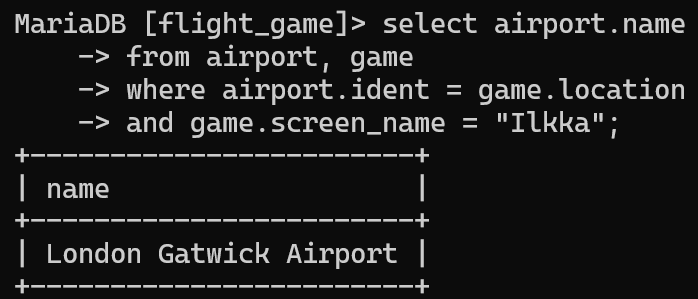 MariaDB [flight_game]> select airport.name
    -> from airport, game
    -> where airport.ident = game.location
    -> and game.screen_name = "Ilkka";
+------------------------+
| name                   |
+------------------------+
| London Gatwick Airport |
+------------------------+